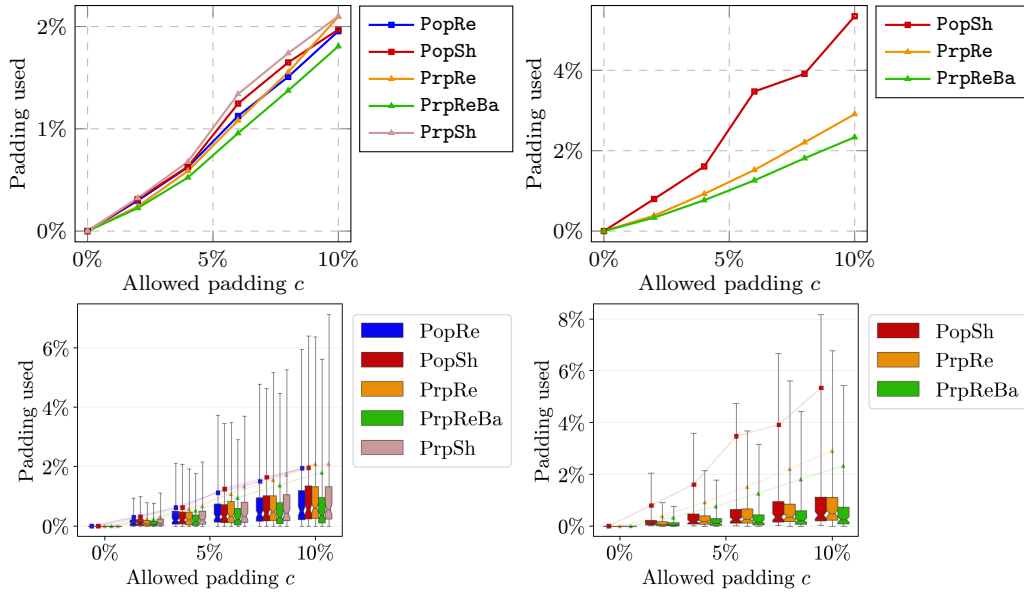 2%
1%
0%
Padding used
0%
5%
10%
Allowed padding c
PopRe
PopSh
PrpRe
PrpReBa
PrpSh
4%
2%
0%
Padding used
0%
5%
10%
Allowed padding c
PopSh
PrpRe
PrpReBa
6%
4%
2%
0%
Padding used
0%
5%
10%
Allowed padding c
PopRe
PopSh
PrpRe
PrpReBa
PrpSh
8%
6%
4%
2%
0%
Padding used
0%
5%
10%
Allowed padding c
PopSh
PrpRe
PrpReBa